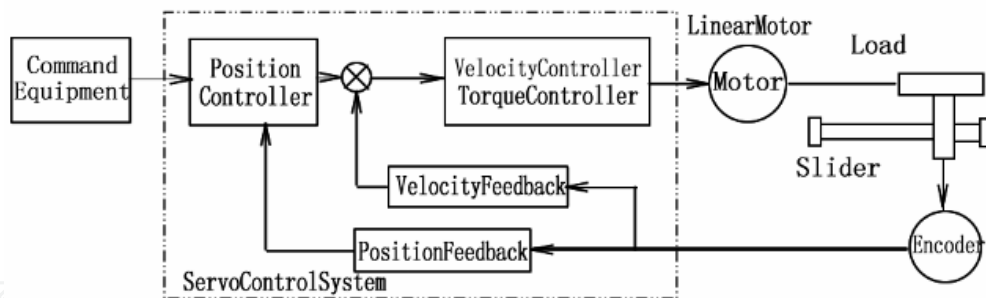 LinearMotor
Load
Command
Equipment
Position
Controller
VelocityController
TorqueController
Motor
Slider
VelocityFeedback
PositionFeedback
Encoder
ServoControlSystem